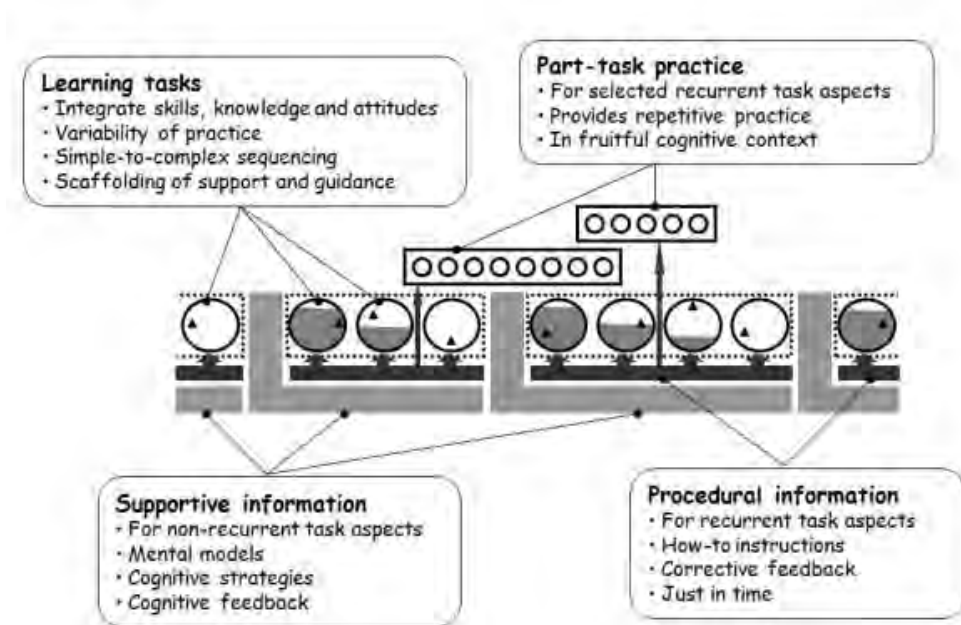 Learning tasks
· Integrate skills, knowledge and attitudes
· Variability of practice
· Simple-to-complex sequencing
· Scaffolding of support and guidance
Part-task practice
· For selected recurrent task aspects
· Provides repetitive practice
· In fruitful cognitive context
Supportive information
· For non-recurrent task aspects
· Mental models
· Cognitive strategies
· Cognitive feedback
Procedural information
· For recurrent task aspects
· How-to instructions
· Corrective feedback
· Just in time